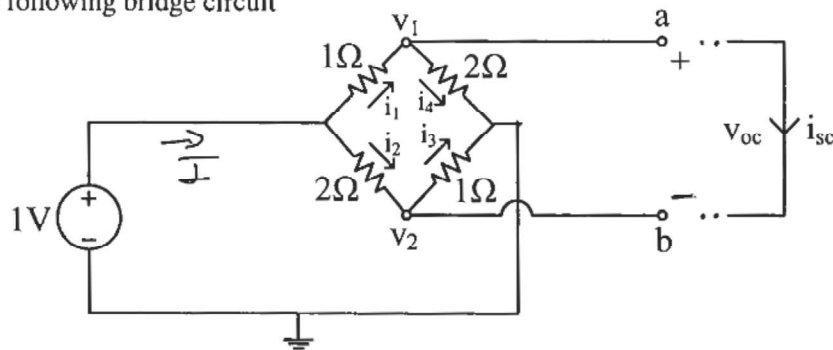 following bridge circuit
v₁ a
1Ω 2Ω +
i₁ i₄
I i₂ i₃ v_oc i_sc
2Ω 1Ω −
1V + −
v₂ b